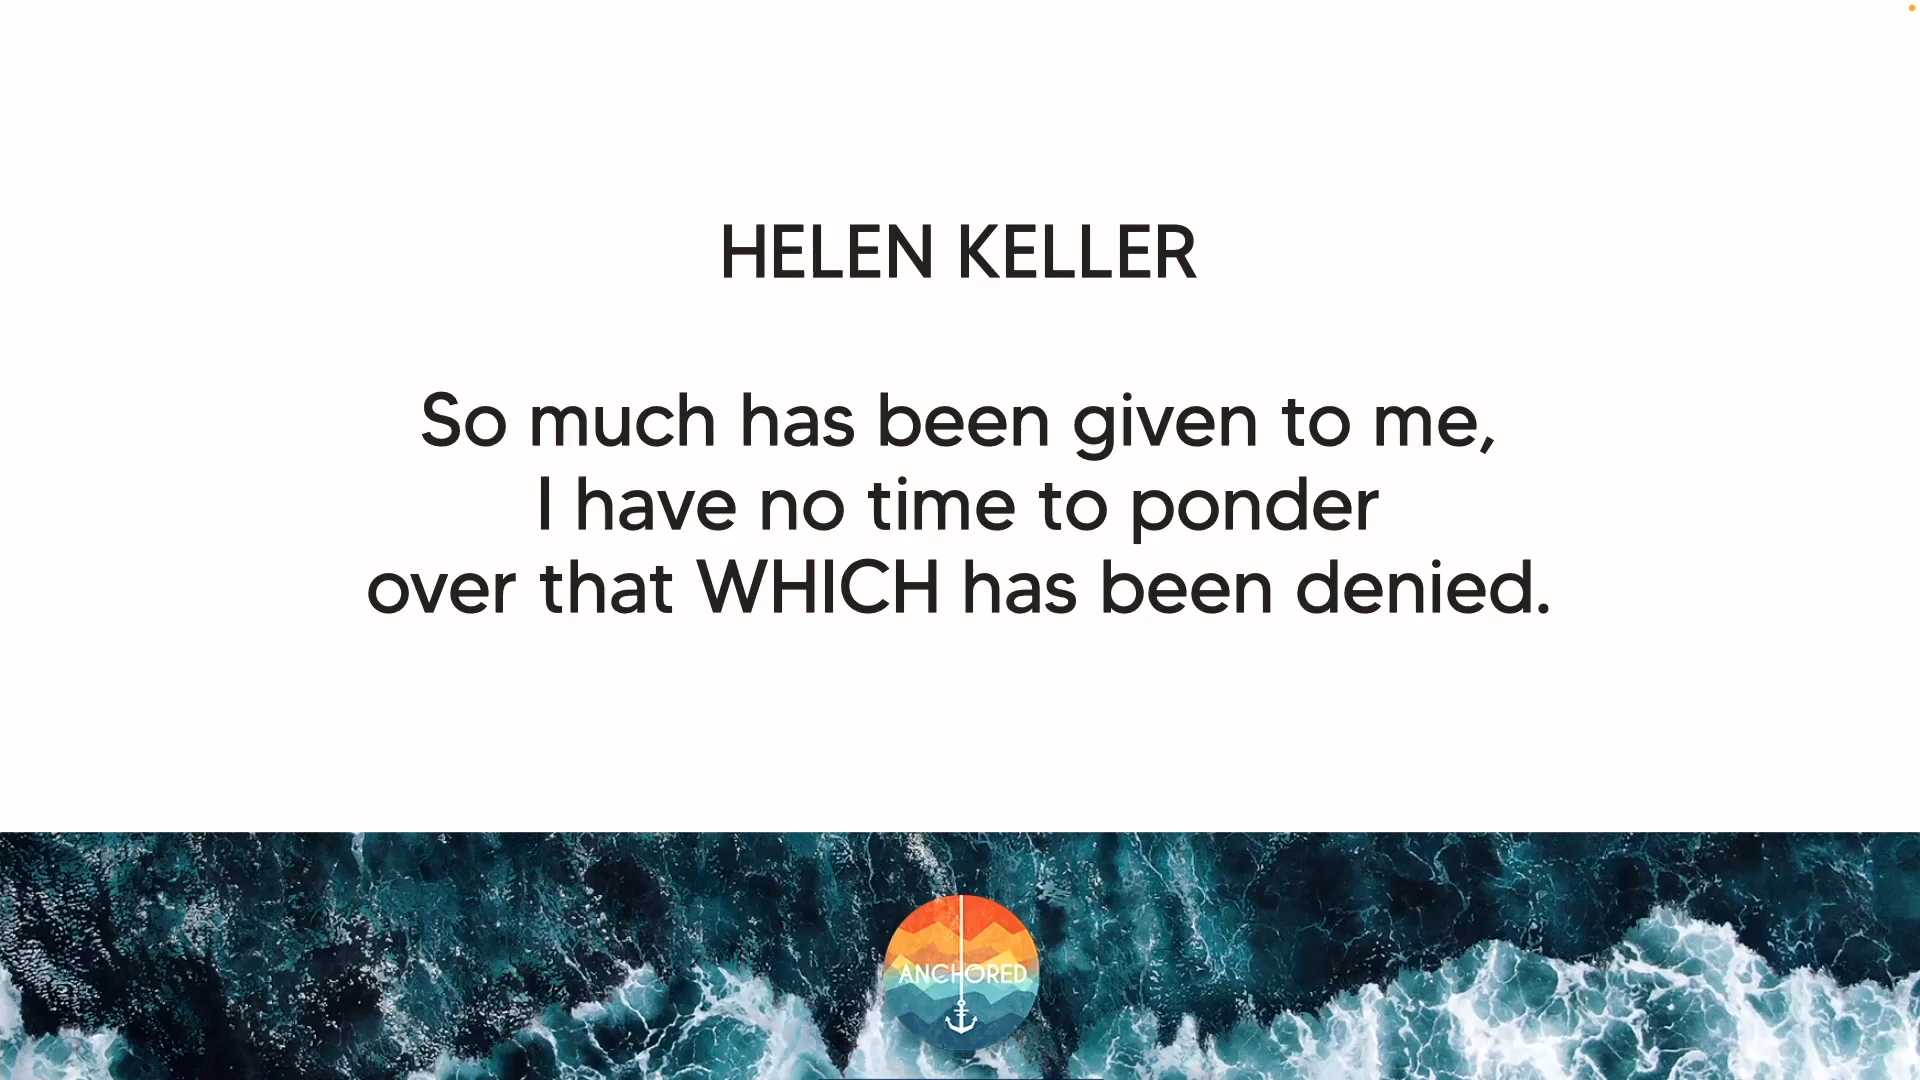 HELEN KELLER
So much has been given to me,
I have no time to ponder
over that WHICH has been denied.
ANCHORED